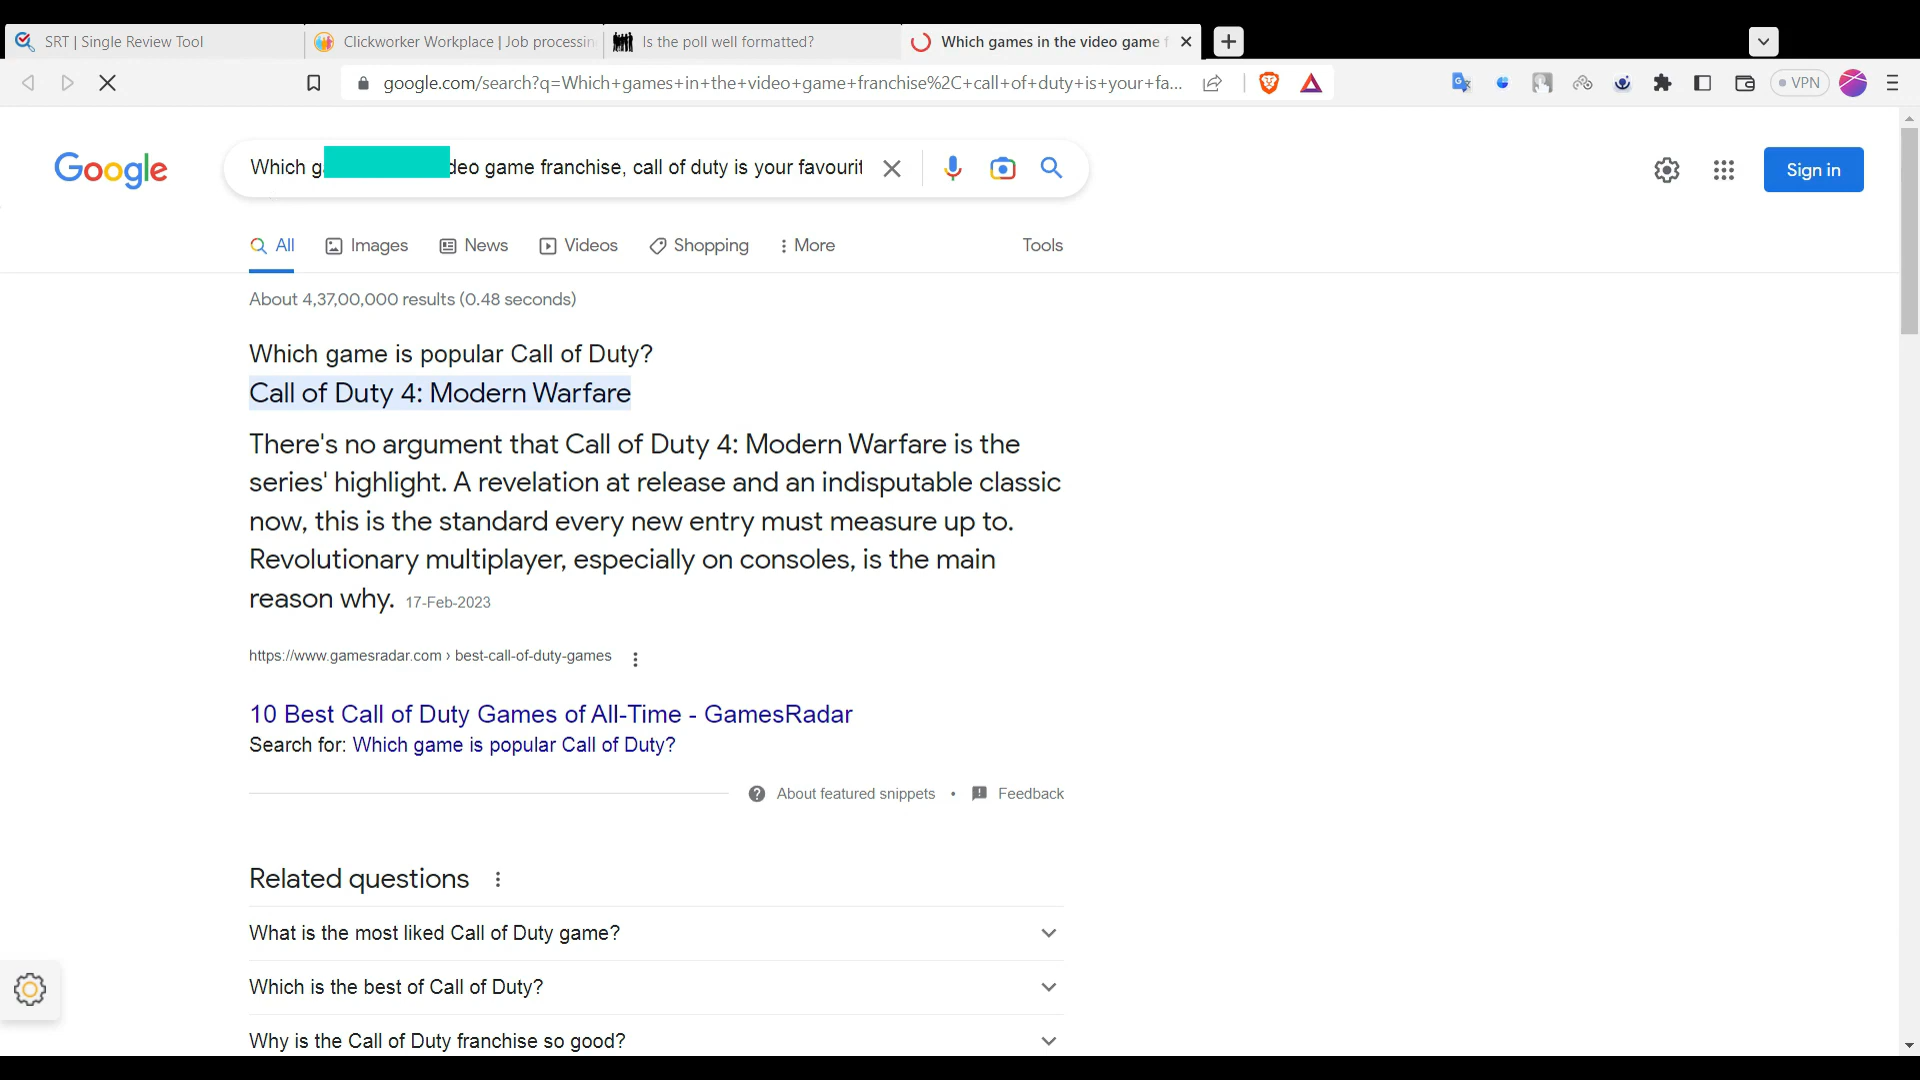 SRT | Single Review Tool
Clickworker Workplace | Job processin
Is the poll well formatted?
Which games in the video game f
google.com/search?q=Which+games+in+the+video+game+franchise%2C+call+of+duty+is+your+fa...
VPN
Google
Which g deo game franchise, call of duty is your favourit
Sign in
All
Images
News
Videos
Shopping
More
Tools
About 4,37,00,000 results (0.48 seconds)
Which game is popular Call of Duty?
Call of Duty 4: Modern Warfare
There's no argument that Call of Duty 4: Modern Warfare is the
series' highlight. A revelation at release and an indisputable classic
now, this is the standard every new entry must measure up to.
Revolutionary multiplayer, especially on consoles, is the main
reason why. 17-Feb-2023
https://www.gamesradar.com › best-call-of-duty-games
10 Best Call of Duty Games of All-Time - GamesRadar
Search for: Which game is popular Call of Duty?
About featured snippets • Feedback
Related questions
What is the most liked Call of Duty game?
Which is the best of Call of Duty?
Why is the Call of Duty franchise so good?